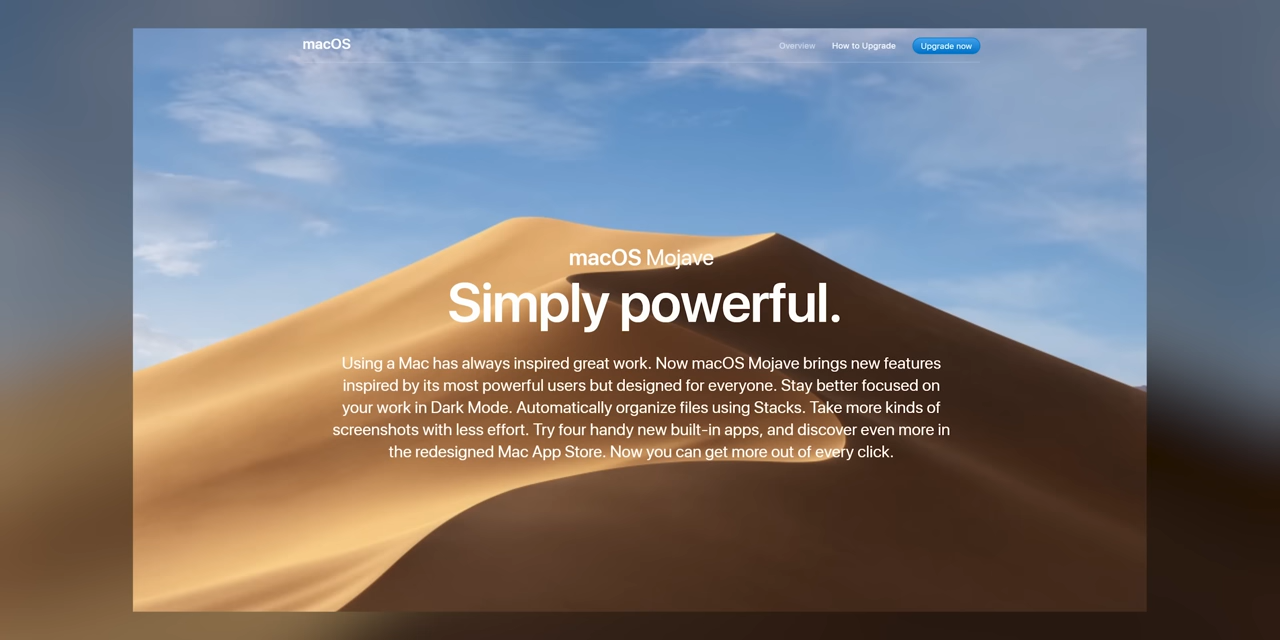 macOS
Overview How to Upgrade Upgrade now
macOS Mojave
Simply powerful.
Using a Mac has always inspired great work. Now macOS Mojave brings new features
inspired by its most powerful users but designed for everyone. Stay better focused on
your work in Dark Mode. Automatically organize files using Stacks. Take more kinds of
screenshots with less effort. Try four handy new built-in apps, and discover even more in
the redesigned Mac App Store. Now you can get more out of every click.